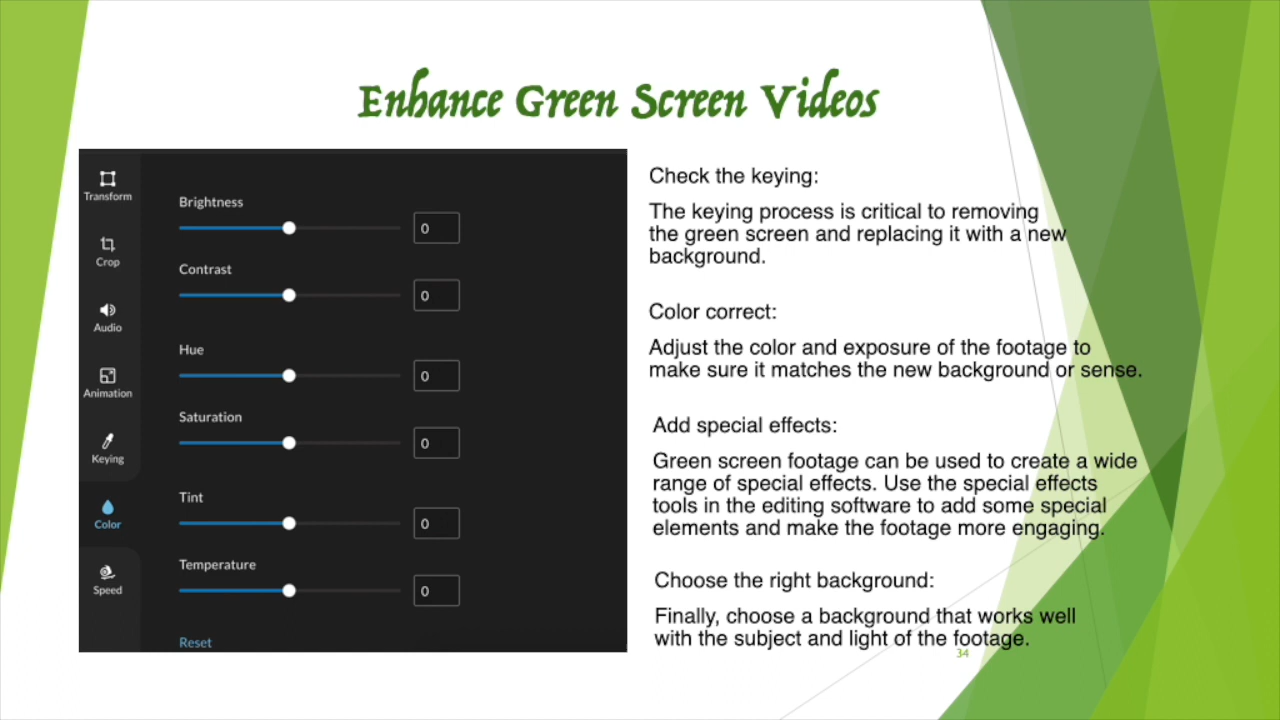 Enhance Green Screen Videos
Transform
Crop
Audio
Animation
Keying
Color
Speed
Brightness
0
Contrast
0
Hue
0
Saturation
0
Tint
0
Temperature
0
Reset
Check the keying:
The keying process is critical to removing
the green screen and replacing it with a new
background.
Color correct:
Adjust the color and exposure of the footage to
make sure it matches the new background or sense.
Add special effects:
Green screen footage can be used to create a wide
range of special effects. Use the special effects
tools in the editing software to add some special
elements and make the footage more engaging.
Choose the right background:
Finally, choose a background that works well
with the subject and light of the footage.
34